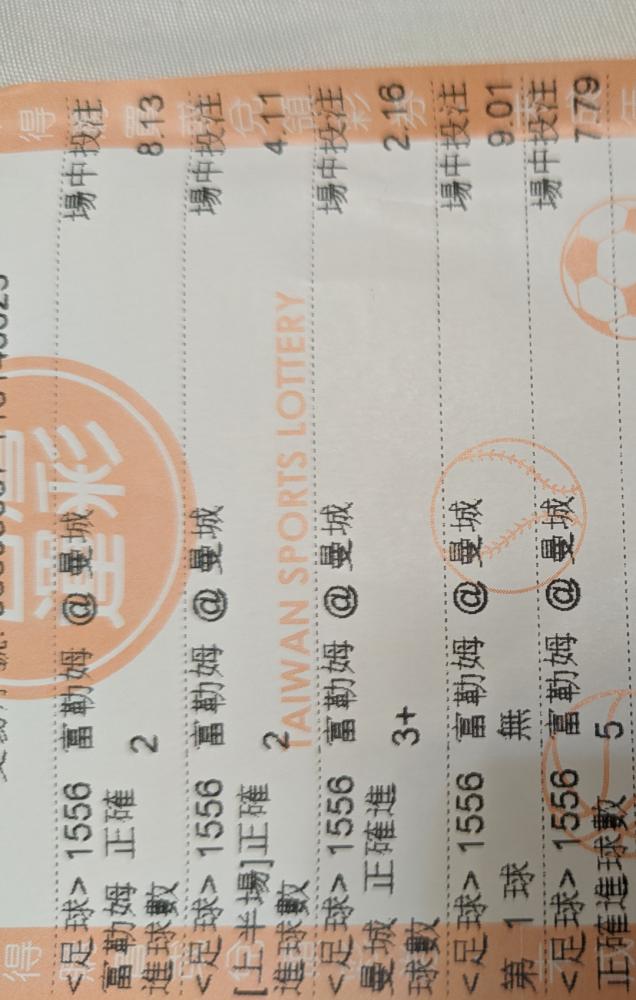 <足球> 1556 富勒姆 @ 曼城 場中投注
富勒姆 正確 2 8.13
進球數
<足球> 1556 富勒姆 @ 曼城 場中投注
[上半場]正確 2 4.11
進球數
<足球> 1556 富勒姆 @ 曼城 場中投注
曼城 正確進 3+ 2.16
球數
<足球> 1556 富勒姆 @ 曼城 場中投注
第 1 球 無 9.01
<足球> 1556 富勒姆 @ 曼城 場中投注
正確進球數 5 7.79
運彩
TAIWAN SPORTS LOTTERY